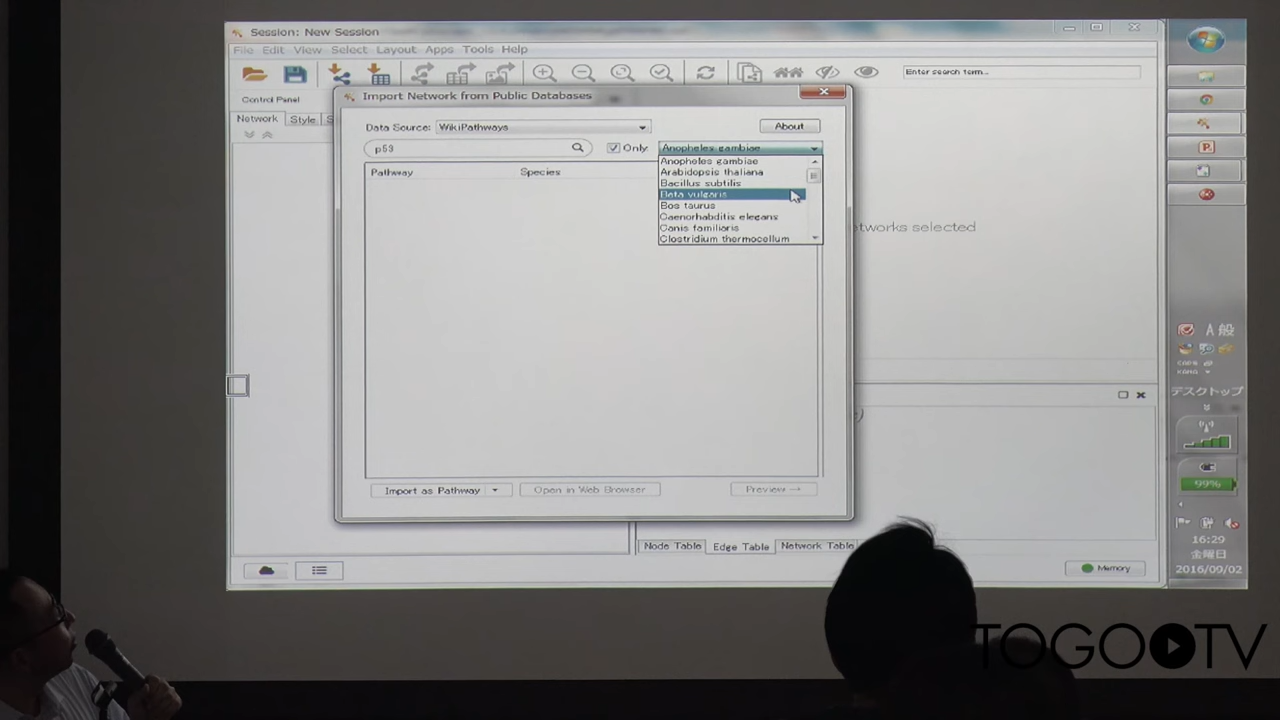 Session: New Session
File Edit View Select Layout Apps Tools Help
Enter search term...
Control Panel
Network Style S
Import Network from Public Databases
Data Source: WikiPathways
About
p53
Only
Anopheles gambiae
Anopheles gambiae
Arabidopsis thaliana
Bacillus subtilis
Beta vulgaris
Bos taurus
Caenorhabditis elegans
Canis familiaris
Clostridium thermocellum
Pathway Species
tworks selected
Import as Pathway
Open in Web Browser
Preview →
Node Table Edge Table Network Table
Memory
A 般
CAPS
KANA
デスクトップ
99%
16:29
金曜日
2016/09/02
TOGO TV